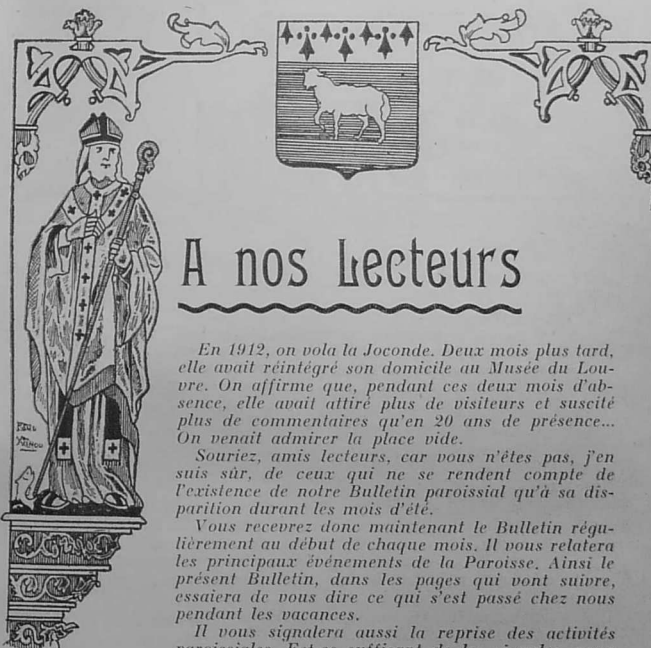 A nos Lecteurs
En 1912, on vola la Joconde. Deux mois plus tard,
elle avait réintégré son domicile au Musée du Lou-
vre. On affirme que, pendant ces deux mois d'ab-
sence, elle avait attiré plus de visiteurs et suscité
plus de commentaires qu'en 20 ans de présence...
On venait admirer la place vide.
Souriez, amis lecteurs, car vous n'êtes pas, j'en
suis sûr, de ceux qui ne se rendent compte de
l'existence de notre Bulletin paroissial qu'à sa dis-
parition durant les mois d'été.
Vous recevrez donc maintenant le Bulletin régu-
lièrement au début de chaque mois. Il vous relatera
les principaux événements de la Paroisse. Ainsi le
présent Bulletin, dans les pages qui vont suivre,
essaiera de vous dire ce qui s'est passé chez nous
pendant les vacances.
Il vous signalera aussi la reprise des activités